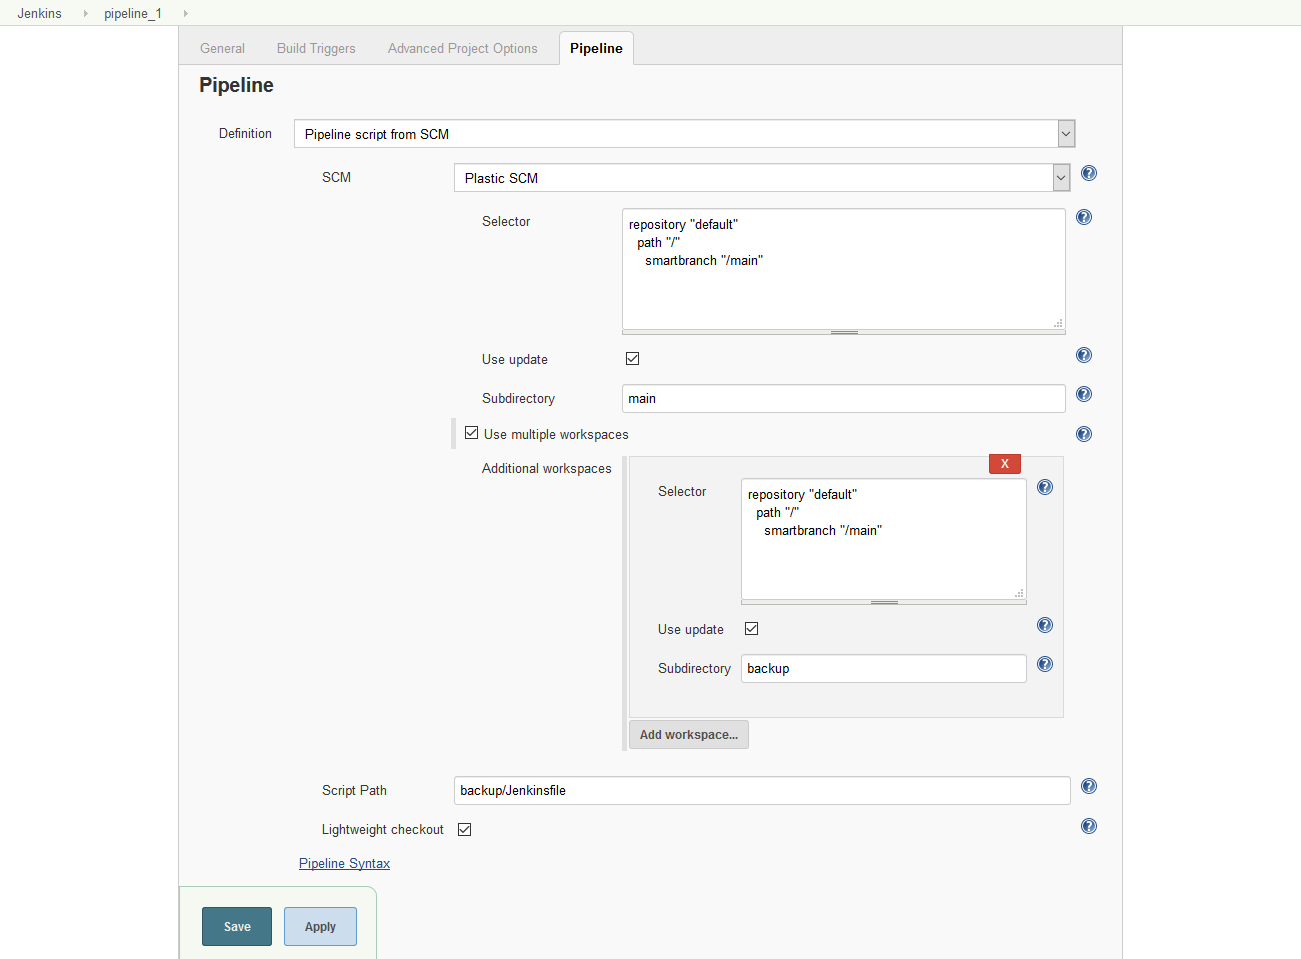 Jenkins pipeline_1
General Build Triggers Advanced Project Options Pipeline
Pipeline
Definition Pipeline script from SCM
SCM Plastic SCM
Selector repository "default"
path "/"
smartbranch "/main"
Use update
Subdirectory main
Use multiple workspaces
Additional workspaces
X
Selector repository "default"
path "/"
smartbranch "/main"
Use update
Subdirectory backup
Add workspace...
Script Path backup/Jenkinsfile
Lightweight checkout
Pipeline Syntax
Save Apply